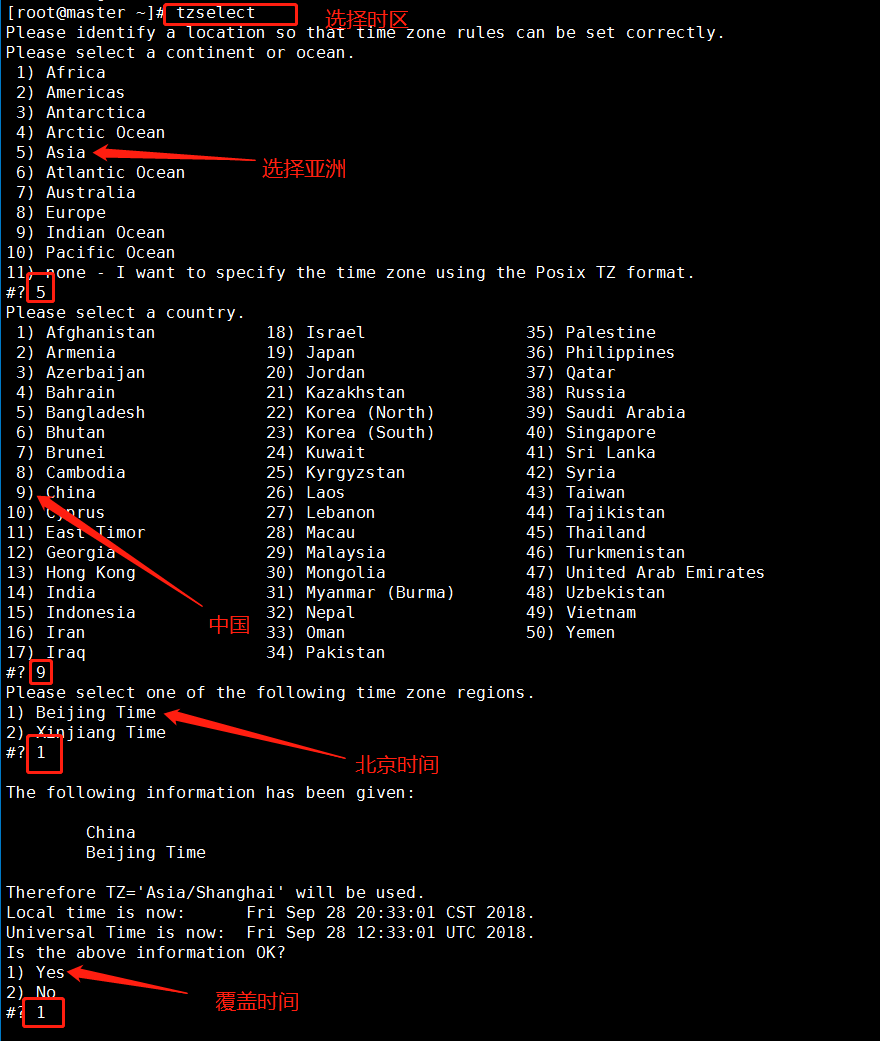 [root@master ~]# tzselect 选择时区
Please identify a location so that time zone rules can be set correctly.
Please select a continent or ocean.
1) Africa
2) Americas
3) Antarctica
4) Arctic Ocean
5) Asia
选择亚洲
6) Atlantic Ocean
7) Australia
8) Europe
9) Indian Ocean
10) Pacific Ocean
11) none - I want to specify the time zone using the Posix TZ format.
#? 5
Please select a country.
1) Afghanistan 18) Israel 35) Palestine
2) Armenia 19) Japan 36) Philippines
3) Azerbaijan 20) Jordan 37) Qatar
4) Bahrain 21) Kazakhstan 38) Russia
5) Bangladesh 22) Korea (North) 39) Saudi Arabia
6) Bhutan 23) Korea (South) 40) Singapore
7) Brunei 24) Kuwait 41) Sri Lanka
8) Cambodia 25) Kyrgyzstan 42) Syria
9) China 26) Laos 43) Taiwan
10) Cyprus 27) Lebanon 44) Tajikistan
11) East Timor 28) Macau 45) Thailand
12) Georgia 29) Malaysia 46) Turkmenistan
13) Hong Kong 30) Mongolia 47) United Arab Emirates
14) India 31) Myanmar (Burma) 48) Uzbekistan
15) Indonesia 32) Nepal 49) Vietnam
中国
16) Iran 33) Oman 50) Yemen
17) Iraq 34) Pakistan
#? 9
Please select one of the following time zone regions.
1) Beijing Time
2) Xinjiang Time
#? 1
北京时间
The following information has been given:
China
Beijing Time
Therefore TZ='Asia/Shanghai' will be used.
Local time is now: Fri Sep 28 20:33:01 CST 2018.
Universal Time is now: Fri Sep 28 12:33:01 UTC 2018.
Is the above information OK?
1) Yes
2) No
覆盖时间
#? 1